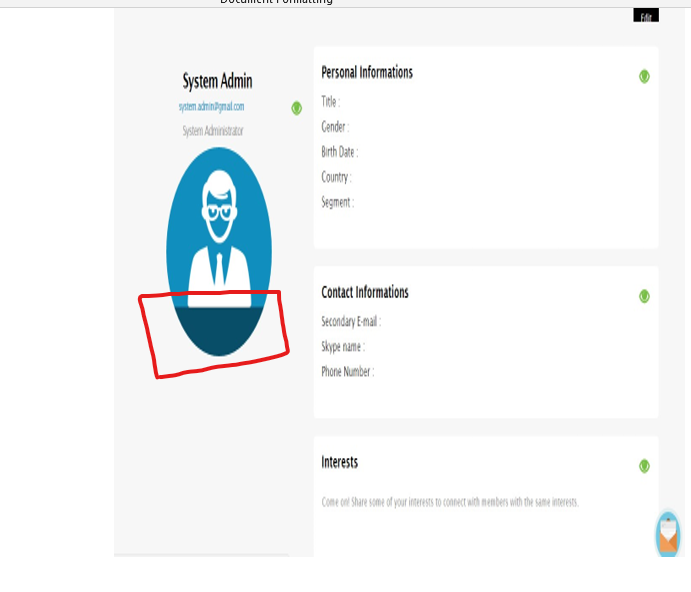 Document Formatting
Edit
System Admin
system.admin@gmail.com
System Administrator
Personal Informations
Title :
Gender :
Birth Date :
Country :
Segment :
Contact Informations
Secondary E-mail :
Skype name :
Phone Number :
Interests
Come on! Share some of your interests to connect with members with the same interests.